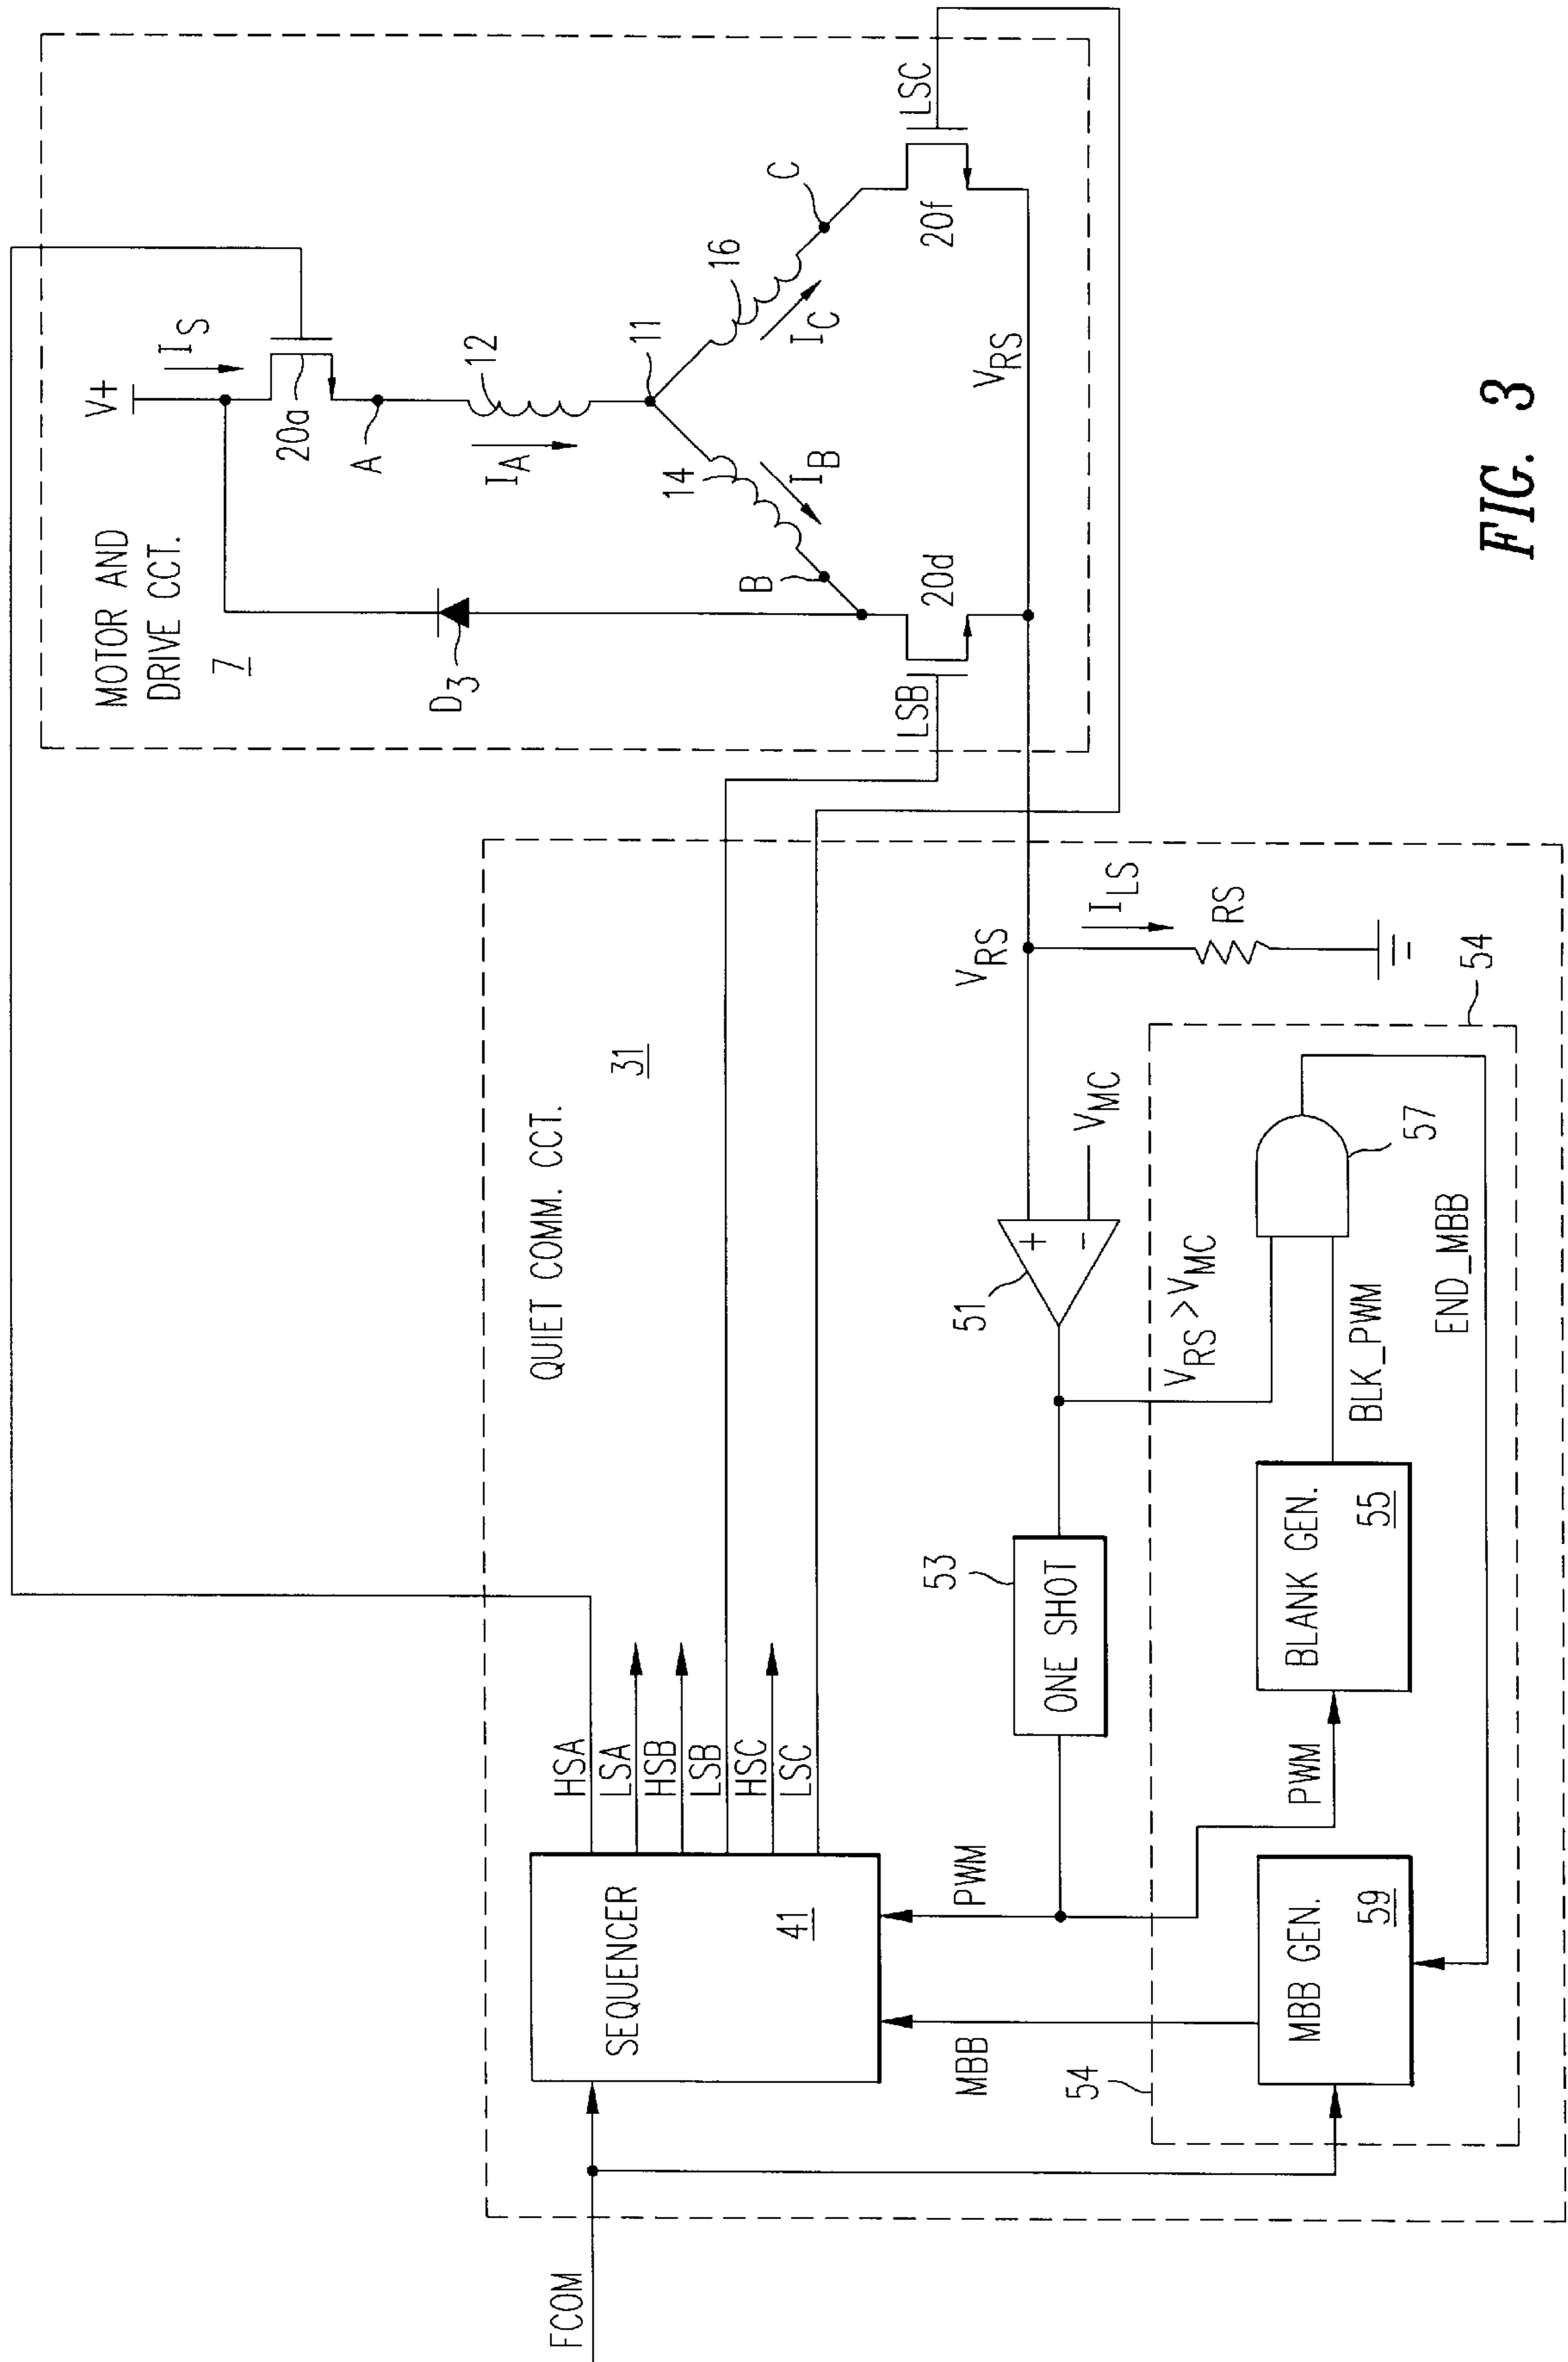 MOTOR AND
DRIVE CCT.
7
V+
I_S
20a
A
12
I_A
11
D_3
14
I_B
B
16
I_C
C
LSB
20d
20f
LSC
V_RS
QUIET COMM. CCT.
31
FCOM
SEQUENCER
41
HSA
LSA
HSB
LSB
HSC
LSC
MBB
PWM
53
ONE SHOT
51
+
-
V_MC
V_RS
I_LS
RS
54
54
V_RS>V_MC
PWM
MBB GEN.
59
BLANK GEN.
55
BLK_PWM
57
END_MBB
FIG. 3